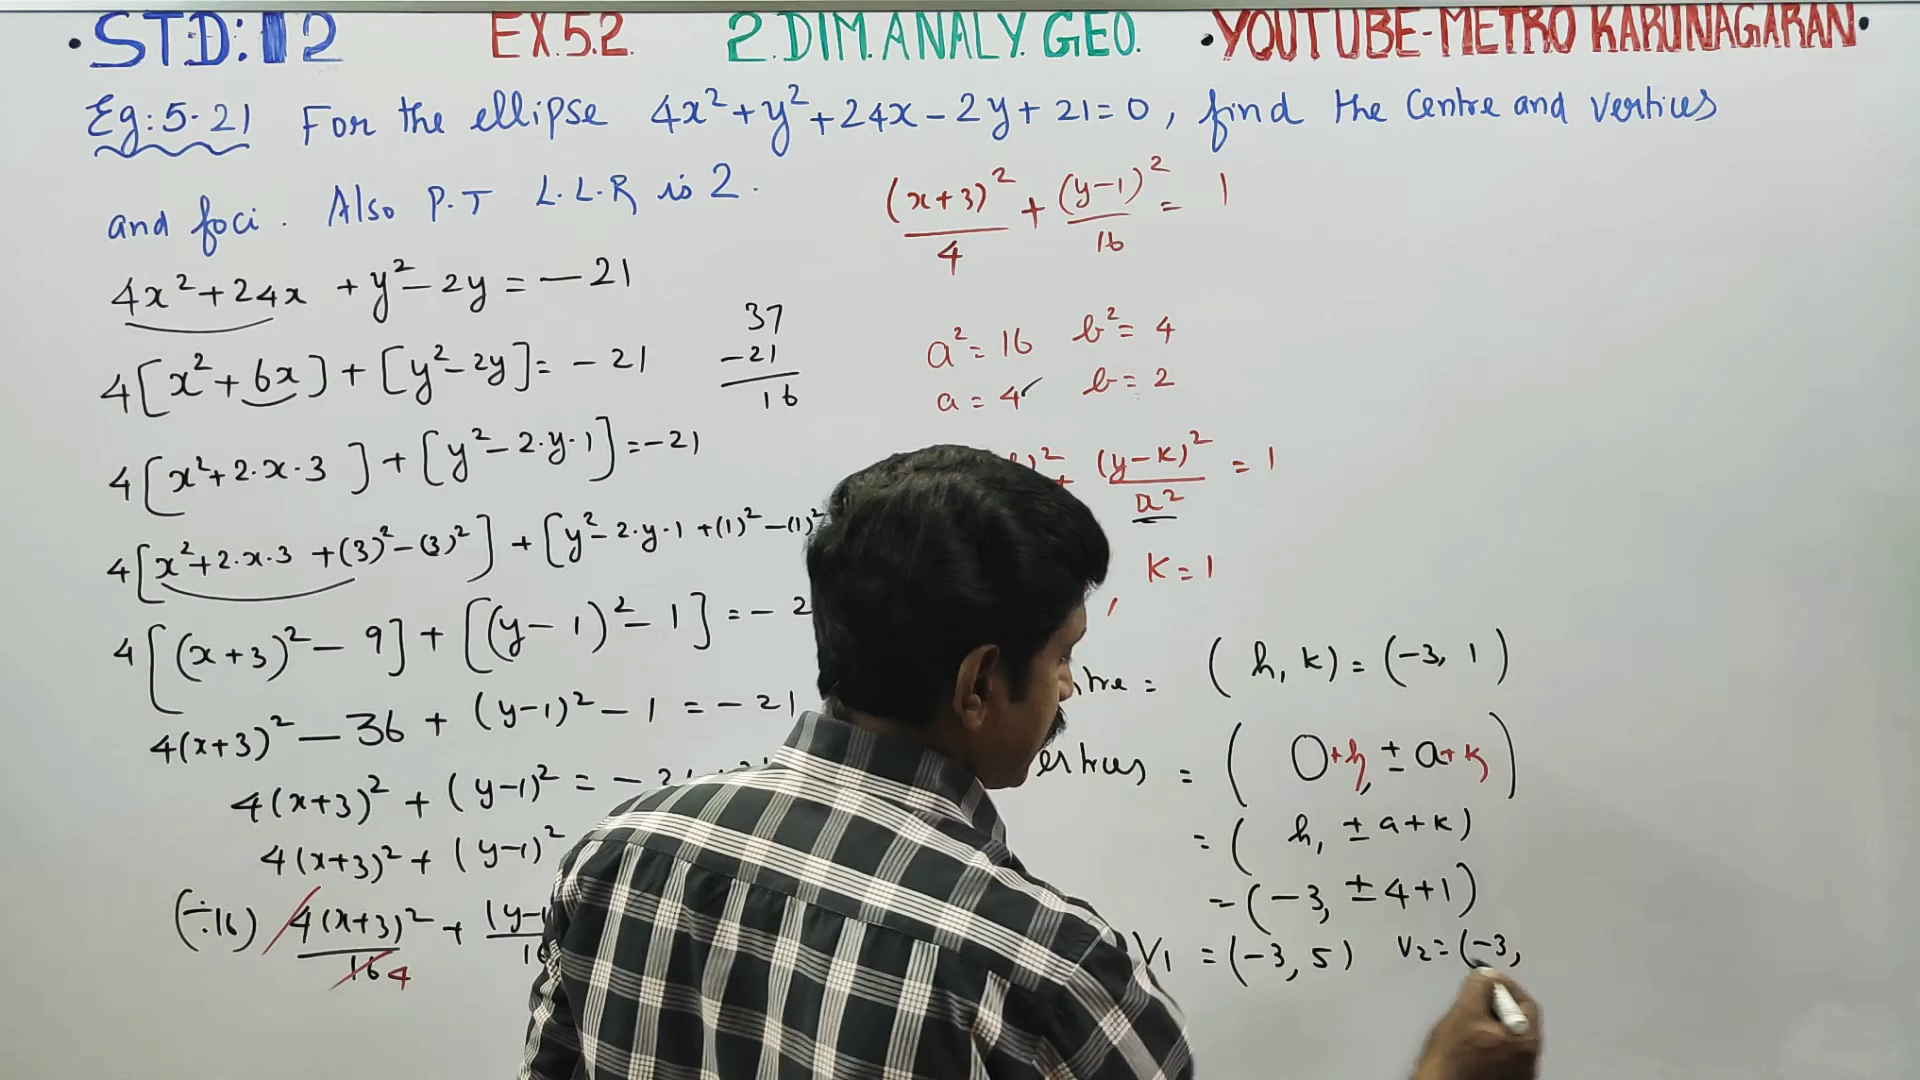 • STD: 12 EX.5.2. 2.DIM.ANALY. GEO. • YOUTUBE-METRO KARUNAGARAN •
Eg: 5.21 For the ellipse 4x²+y²+24x-2y+21=0, find the Centre and vertices
and foci. Also P.T L.L.R is 2.
4x²+24x +y²-2y = -21
4[x²+6x]+[y²-2y]= -21
4[x²+2·x·3 ]+[y²-2·y·1]=-21
4[x²+2·x·3 +(3)²-(3)²] + [y²-2·y·1 +(1)²-(1)²
4[(x+3)²-9]+[(y-1)²-1]=-2
4(x+3)²-36+(y-1)²-1=-21
4(x+3)²+(y-1)²=-21
4(x+3)²+(y-1)²
(÷16) 4(x+3)²/16 4 + (y-
37
-21
16
(x+3)²/4 + (y-1)²/16 = 1
a²=16 b²=4
a=4✓ b=2
)² + (y-k)²/a² = 1
, k=1
tre = (h, k)=(-3, 1)
ertices = (0+h, ±a+k)
=(h, ±a+k)
=(-3, ±4+1)
V₁ =(-3, 5) V₂=(-3,